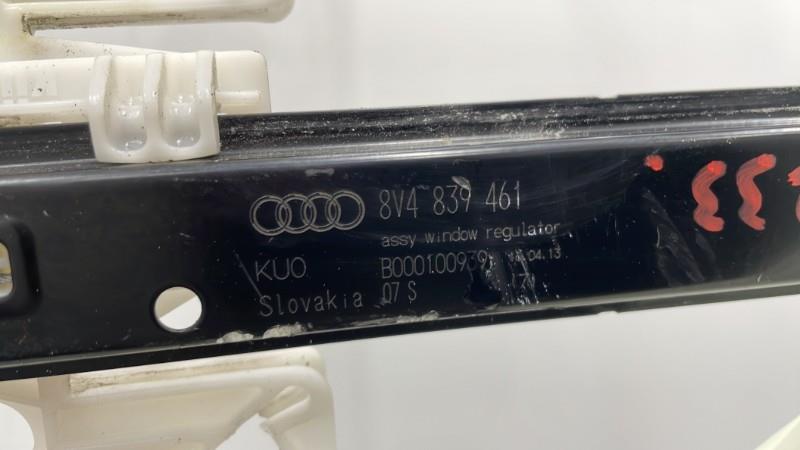 8V4 839 461
assy window regulator
KUO B0001.00939
Slovakia 07 S